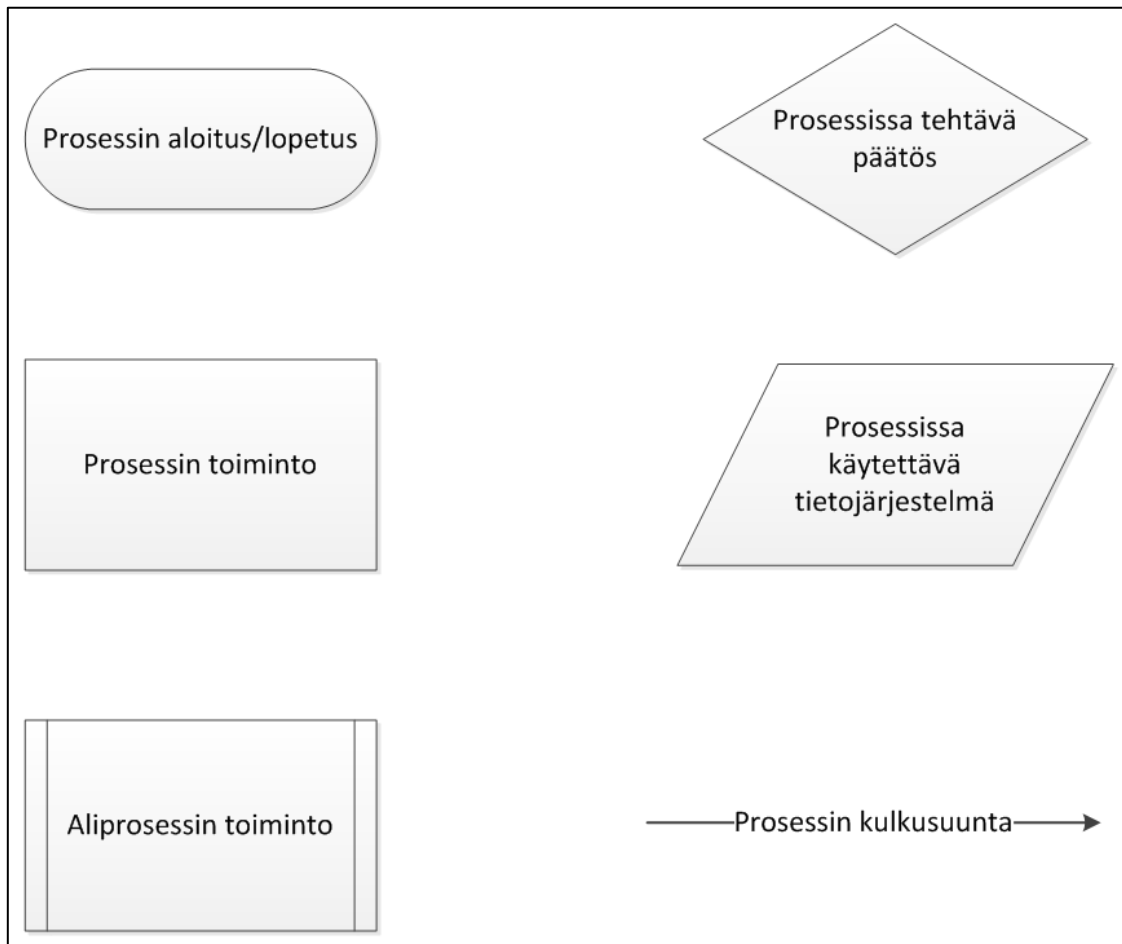 Prosessin aloitus/lopetus
Prosessissa tehtävä
päätös
Prosessin toiminto
Prosessissa
käytettävä
tietojärjestelmä
Aliprosessin toiminto
Prosessin kulkusuunta